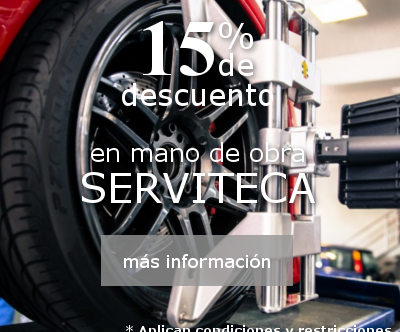 15%
de
descuento
en mano de obra
SERVITECA
más información
* Aplican condiciones y restricciones